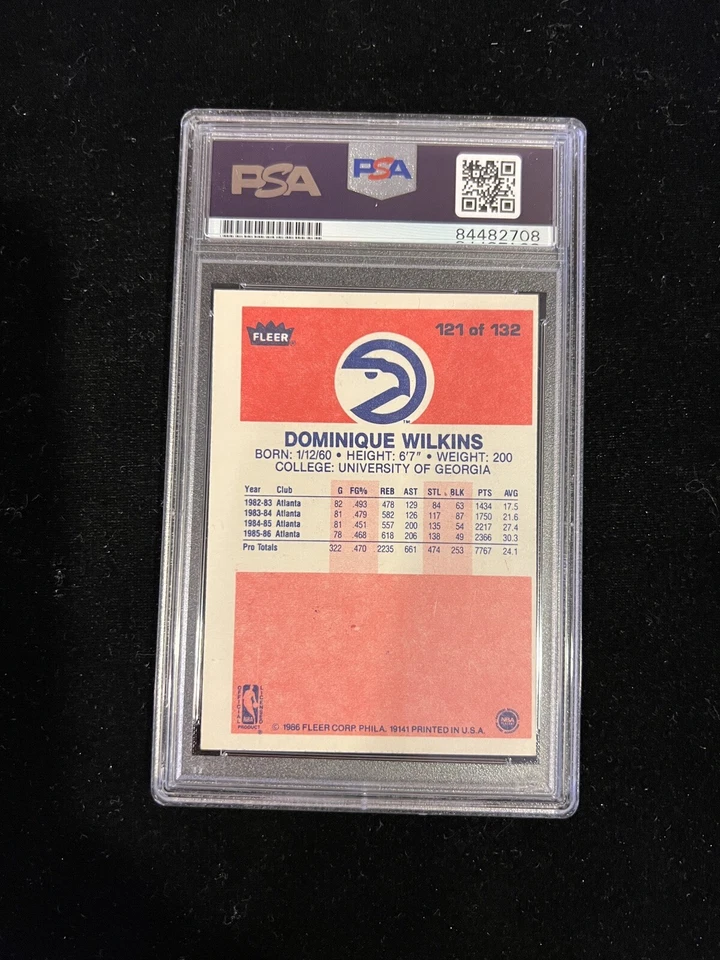 PSA
PSA
84482708
FLEER
121 of 132
TM
DOMINIQUE WILKINS
BORN: 1/12/60 • HEIGHT: 6'7" • WEIGHT: 200
COLLEGE: UNIVERSITY OF GEORGIA
Year Club G FG% REB AST STL BLK PTS AVG
1982-83 Atlanta 82 .493 478 129 84 63 1434 17.5
1983-84 Atlanta 81 .479 582 126 117 87 1750 21.6
1984-85 Atlanta 81 .451 557 200 135 54 2217 27.4
1985-86 Atlanta 78 .468 618 206 138 49 2366 30.3
Pro Totals 322 .470 2235 661 474 253 7767 24.1
NBA
© 1986 FLEER CORP. PHILA. 19141 PRINTED IN U.S.A.
NBA